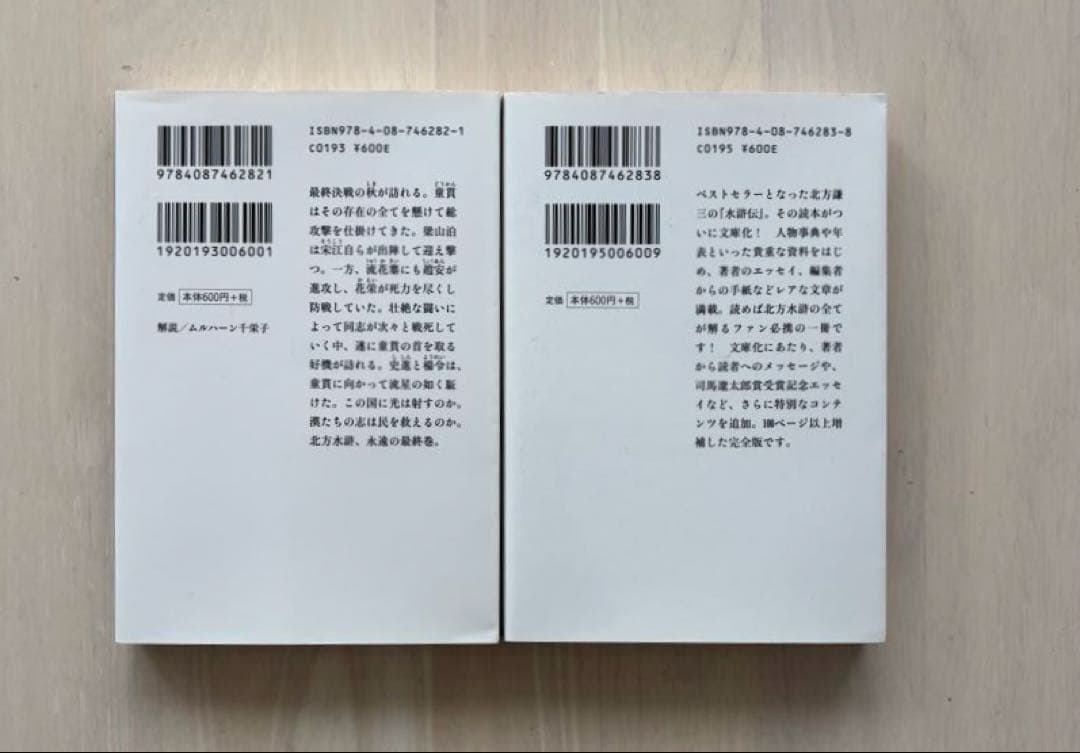 ISBN978-4-08-746282-1
C0193 ¥600E
9784087462821
1920193006001
定価 本体600円+税
解説／ムルハーン千栄子
最終決戦の秋が訪れる。童貫
はその存在の全てを懸けて総
攻撃を仕掛けてきた。梁山泊
は宋江自らが出陣して迎え撃
つ。一方、流花寨にも趙安が
進攻し、花栄が死力を尽くし
防戦していた。壮絶な闘いに
よって同志が次々と戦死して
いく中、遂に童貫の首を取る
好機が訪れる。史進と楊令は、
童貫に向かって流星の如く駈
けた。この国に光は射すのか。
漢たちの志は民を救えるのか。
北方水滸、永遠の最終巻。
ISBN978-4-08-746283-8
C0195 ¥600E
9784087462838
1920195006009
定価 本体600円+税
ベストセラーとなった北方謙
三の『水滸伝』。その読本がつ
いに文庫化！ 人物事典や年
表といった貴重な資料をはじ
め、著者のエッセイ、編集者
からの手紙などレアな文章が
満載。読めば北方水滸の全て
が解るファン必携の一冊で
す！ 文庫化にあたり、著者
から読者へのメッセージや、
司馬遼太郎賞受賞記念エッセ
イなど、さらに特別なコンテ
ンツを追加。100ページ以上増
補した完全版です。